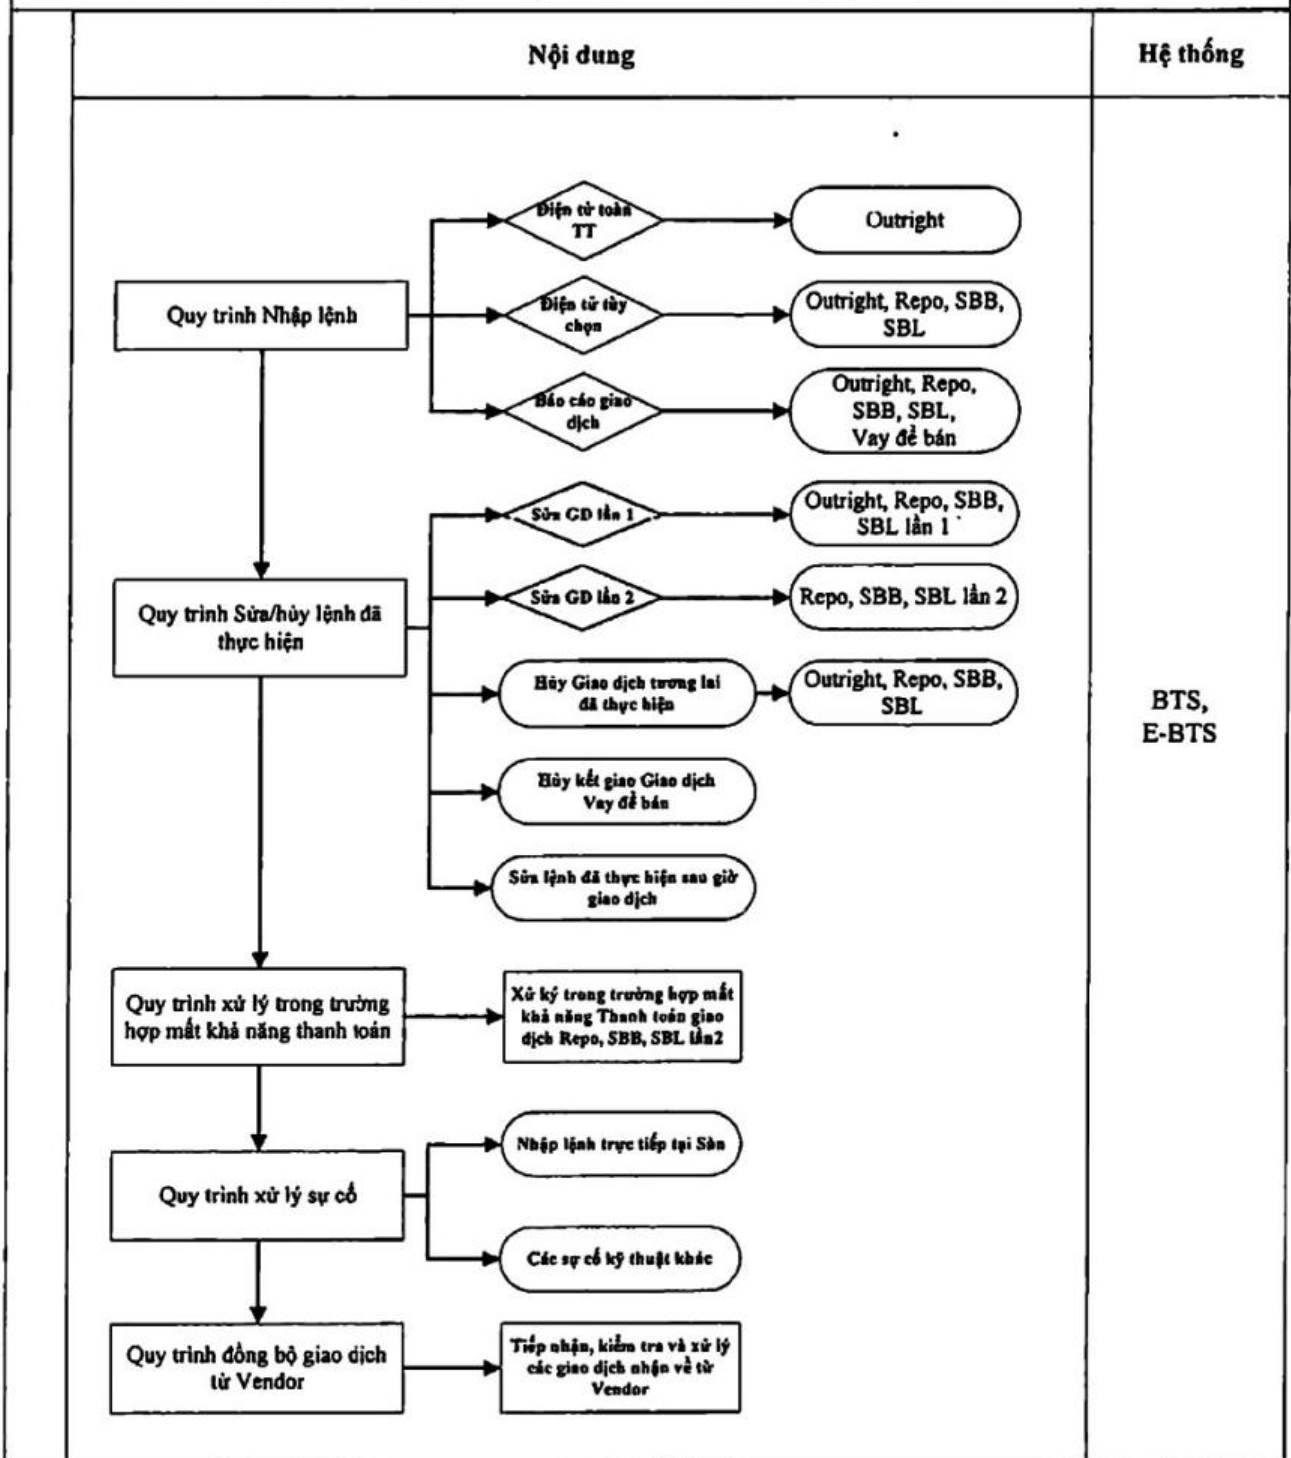 Nội dung
Hệ thống
Điện tử toàn
TT
Outright
Quy trình Nhập lệnh
Điện tử tùy
chọn
Outright, Repo, SBB,
SBL
Báo cáo giao
dịch
Outright, Repo,
SBB, SBL,
Vay để bán
Sửa GD lần 1
Outright, Repo, SBB,
SBL lần 1
Quy trình Sửa/hủy lệnh đã
thực hiện
Sửa GD lần 2
Repo, SBB, SBL lần 2
Hủy Giao dịch tương lai
đã thực hiện
Outright, Repo, SBB,
SBL
BTS,
E-BTS
Hủy kết giao Giao dịch
Vay để bán
Sửa lệnh đã thực hiện sau giờ
giao dịch
Quy trình xử lý trong trường
hợp mất khả năng thanh toán
Xử ký trong trường hợp mất
khả năng Thanh toán giao
dịch Repo, SBB, SBL lần2
Nhập lệnh trực tiếp tại Sàn
Quy trình xử lý sự cố
Các sự cố kỹ thuật khác
Quy trình đồng bộ giao dịch
từ Vendor
Tiếp nhận, kiểm tra và xử lý
các giao dịch nhận về từ
Vendor